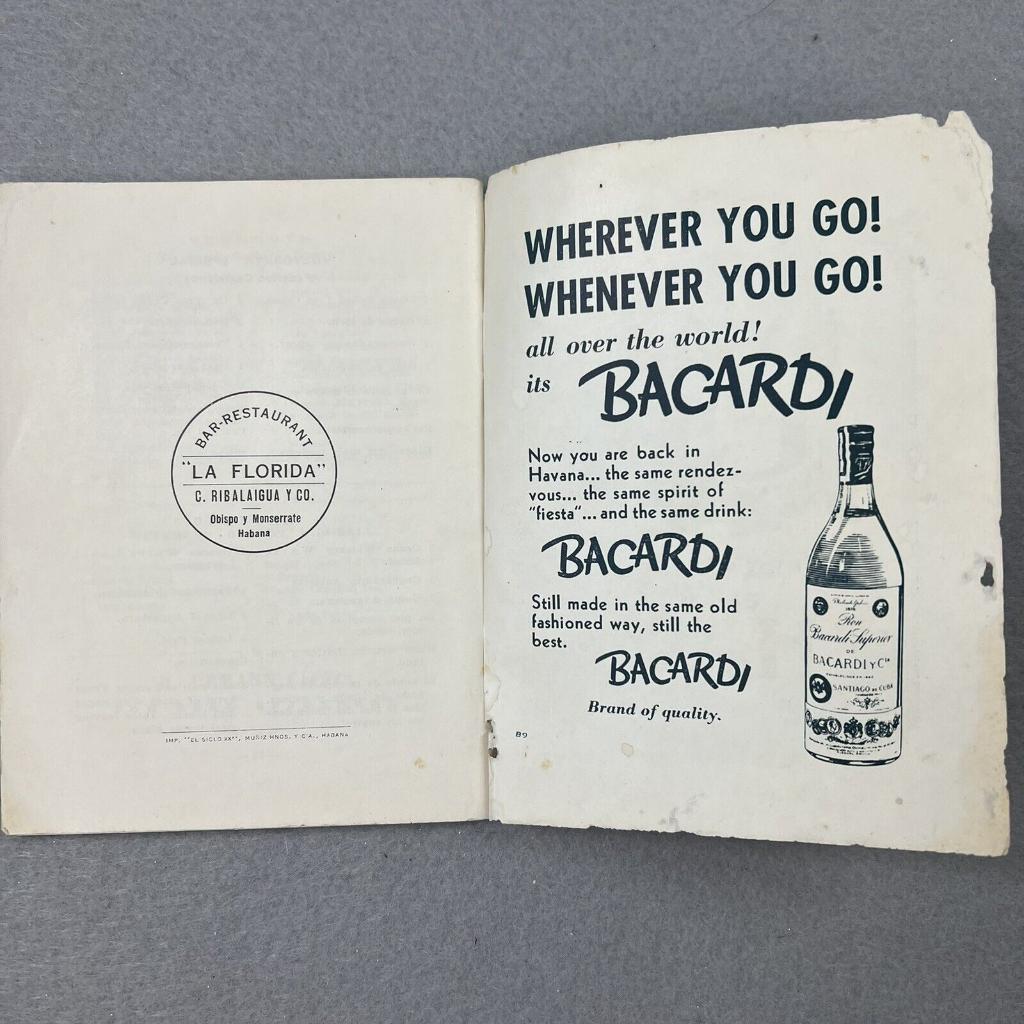 BAR-RESTAURANT
"LA FLORIDA"
C. RIBALAIGUA Y CO.
Obispo y Monserrate
Habana
IMP. "EL SIGLO XX", MUÑIZ HNOS. Y CIA., HABANA
WHEREVER YOU GO!
WHENEVER YOU GO!
all over the world!
its BACARDI
Now you are back in
Havana... the same rendez-
vous... the same spirit of
"fiesta"... and the same drink:
BACARDI
Still made in the same old
fashioned way, still the
best.
BACARDI
Brand of quality.
B9
Ron
Bacardi Superior
DE
BACARDI Y Cia
SANTIAGO DE CUBA